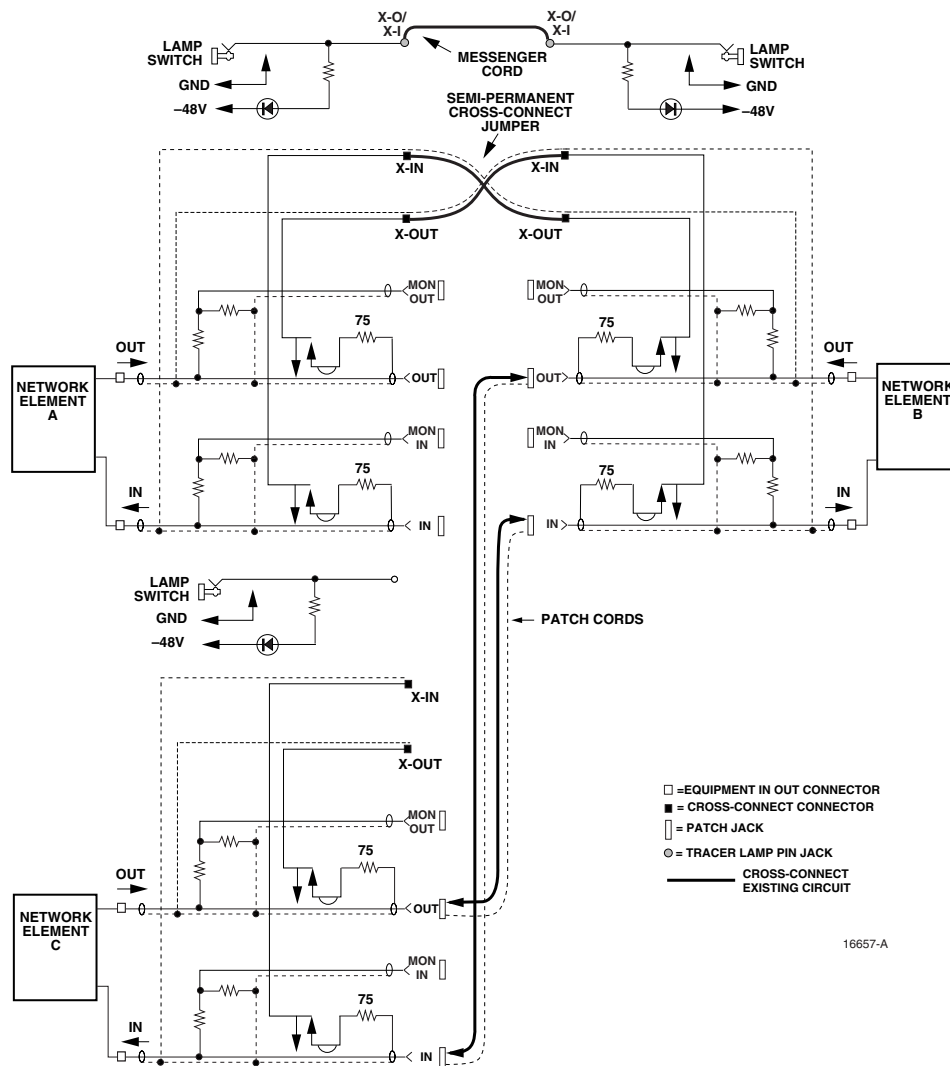 X-O/
X-I
X-O/
X-I
LAMP
SWITCH
MESSENGER
CORD
LAMP
SWITCH
GND
GND
–48V
–48V
SEMI-PERMANENT
CROSS-CONNECT
JUMPER
X-IN
X-IN
X-OUT
X-OUT
MON
OUT
MON
OUT
75
75
OUT
OUT
OUT
OUT
NETWORK
ELEMENT
A
NETWORK
ELEMENT
B
MON
IN
MON
IN
75
75
IN
IN
IN
IN
LAMP
SWITCH
GND
–48V
PATCH CORDS
X-IN
X-OUT
=EQUIPMENT IN OUT CONNECTOR
= CROSS-CONNECT CONNECTOR
= PATCH JACK
= TRACER LAMP PIN JACK
CROSS-CONNECT
EXISTING CIRCUIT
MON
OUT
75
OUT
OUT
NETWORK
ELEMENT
C
16657-A
MON
IN
75
IN
IN